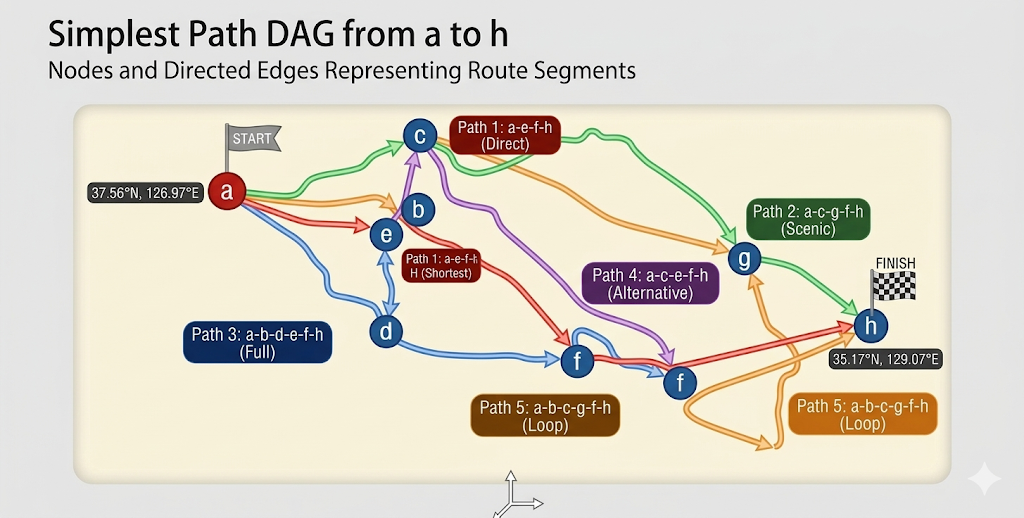 Simplest Path DAG from a to h
Nodes and Directed Edges Representing Route Segments
START
c
Path 1: a-e-f-h
(Direct)
37.56°N, 126.97°E
a
b
e
Path 1: a-e-f-h
H (Shortest)
Path 2: a-c-g-f-h
(Scenic)
g
FINISH
Path 4: a-c-e-f-h
(Alternative)
Path 3: a-b-d-e-f-h
(Full)
d
h
35.17°N, 129.07°E
f
f
Path 5: a-b-c-g-f-h
(Loop)
Path 5: a-b-c-g-f-h
(Loop)